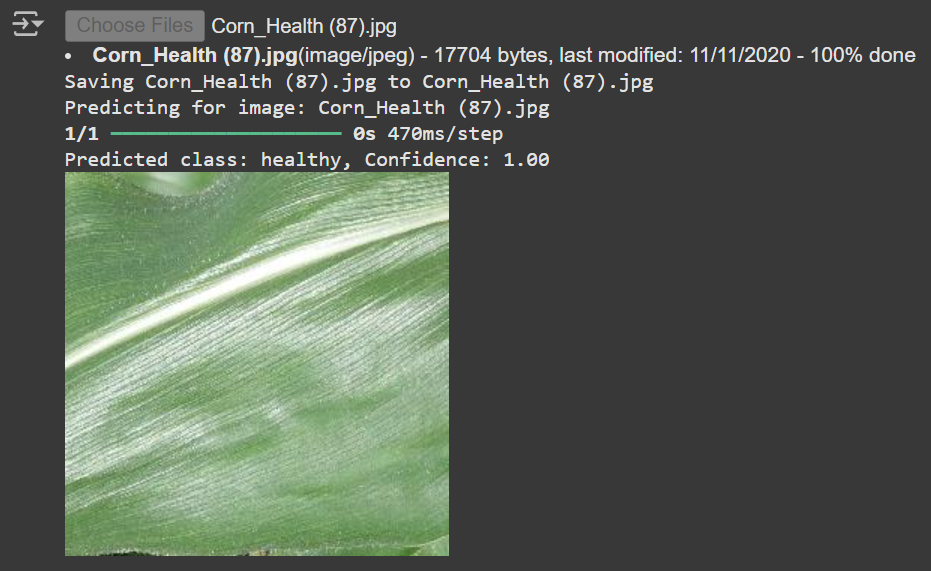 Choose Files Corn_Health (87).jpg
• Corn_Health (87).jpg(image/jpeg) - 17704 bytes, last modified: 11/11/2020 - 100% done
Saving Corn_Health (87).jpg to Corn_Health (87).jpg
Predicting for image: Corn_Health (87).jpg
1/1 ━━━━━━━━━━━━━━━━━━━━ 0s 470ms/step
Predicted class: healthy, Confidence: 1.00